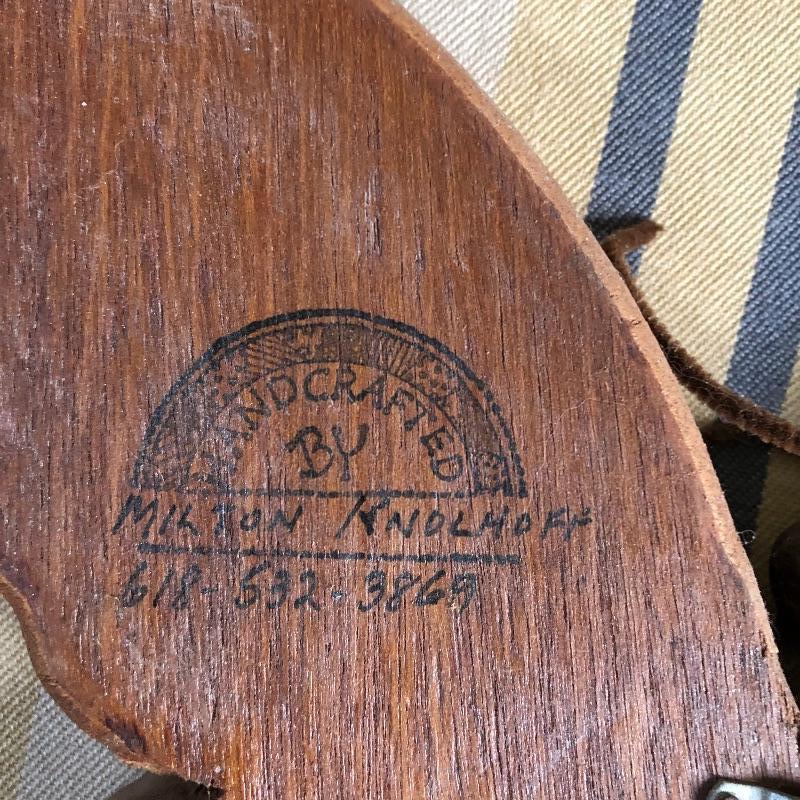 HANDCRAFTED
BY
MILTON KNOLHOFF
618-532-3869